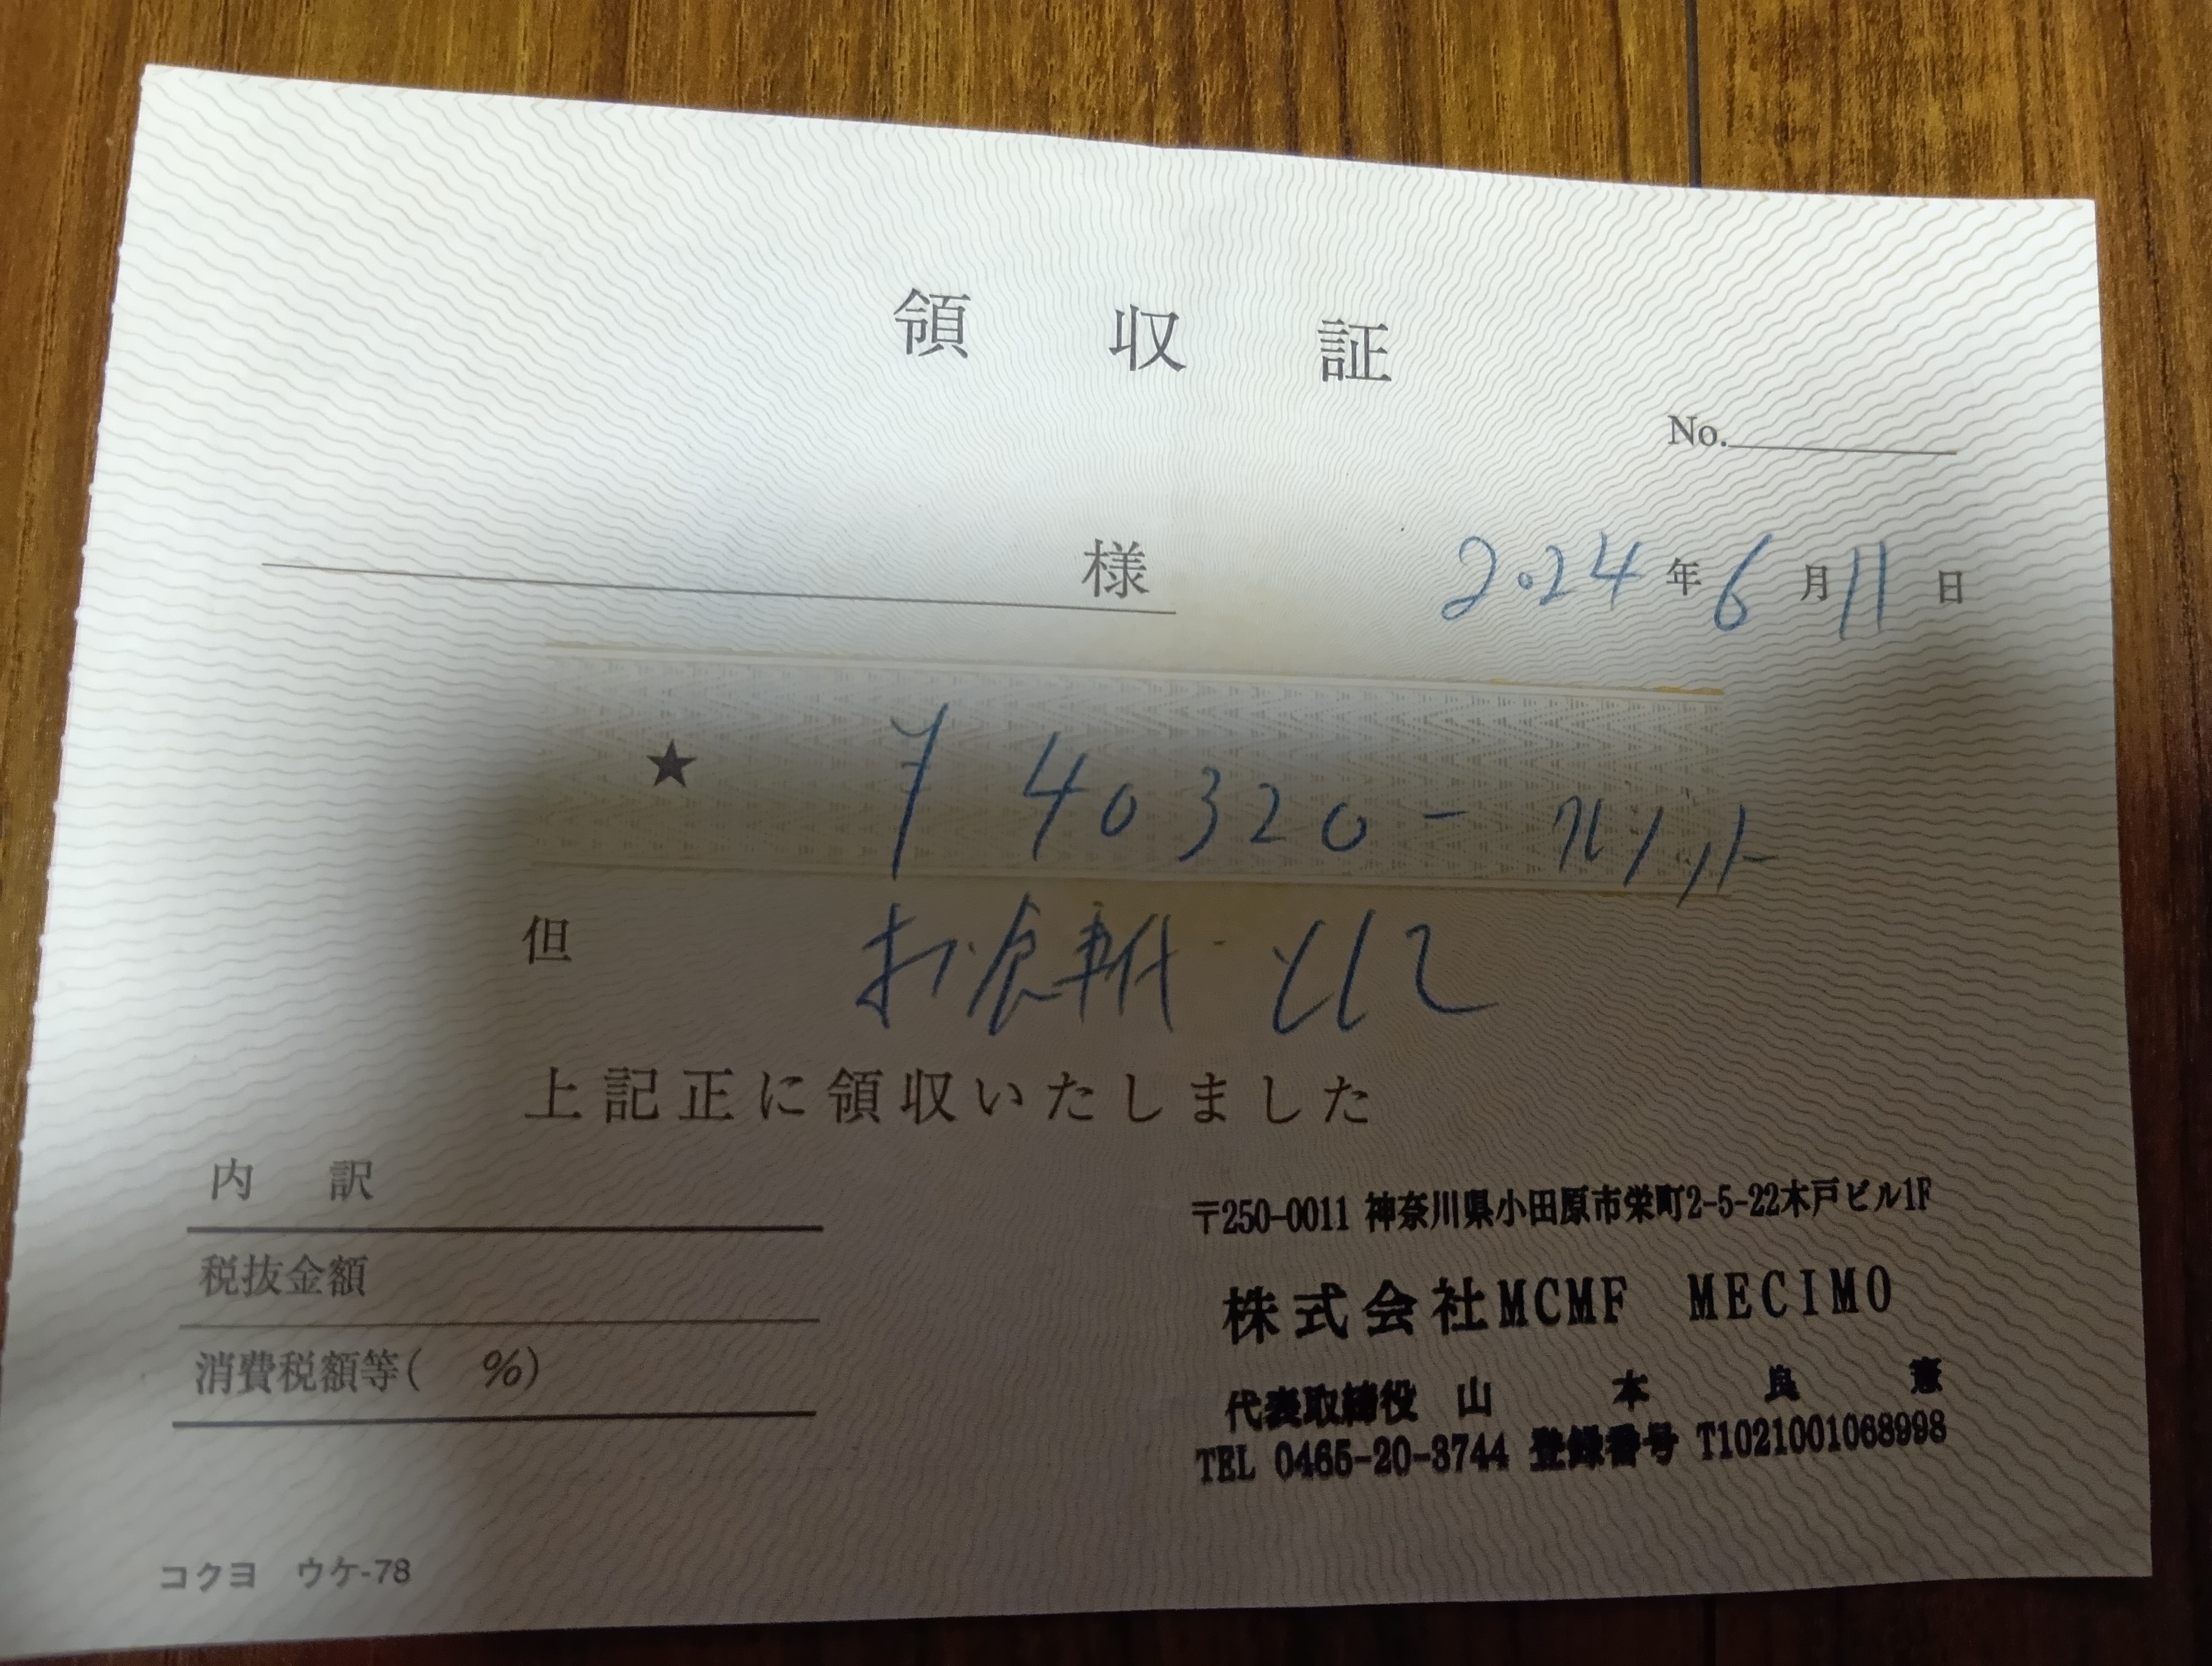 領収証
No.
様 2024年6月11日
★ ¥40320- クレジット
但 お食事代として
上記正に領収いたしました
内訳
税抜金額
消費税額等( %)
〒250-0011 神奈川県小田原市栄町2-5-22木戸ビル1F
株式会社MCMF MECIMO
代表取締役 山本良憲
TEL 0465-20-3744 登録番号 T1021001068998
コクヨ ウケ-78